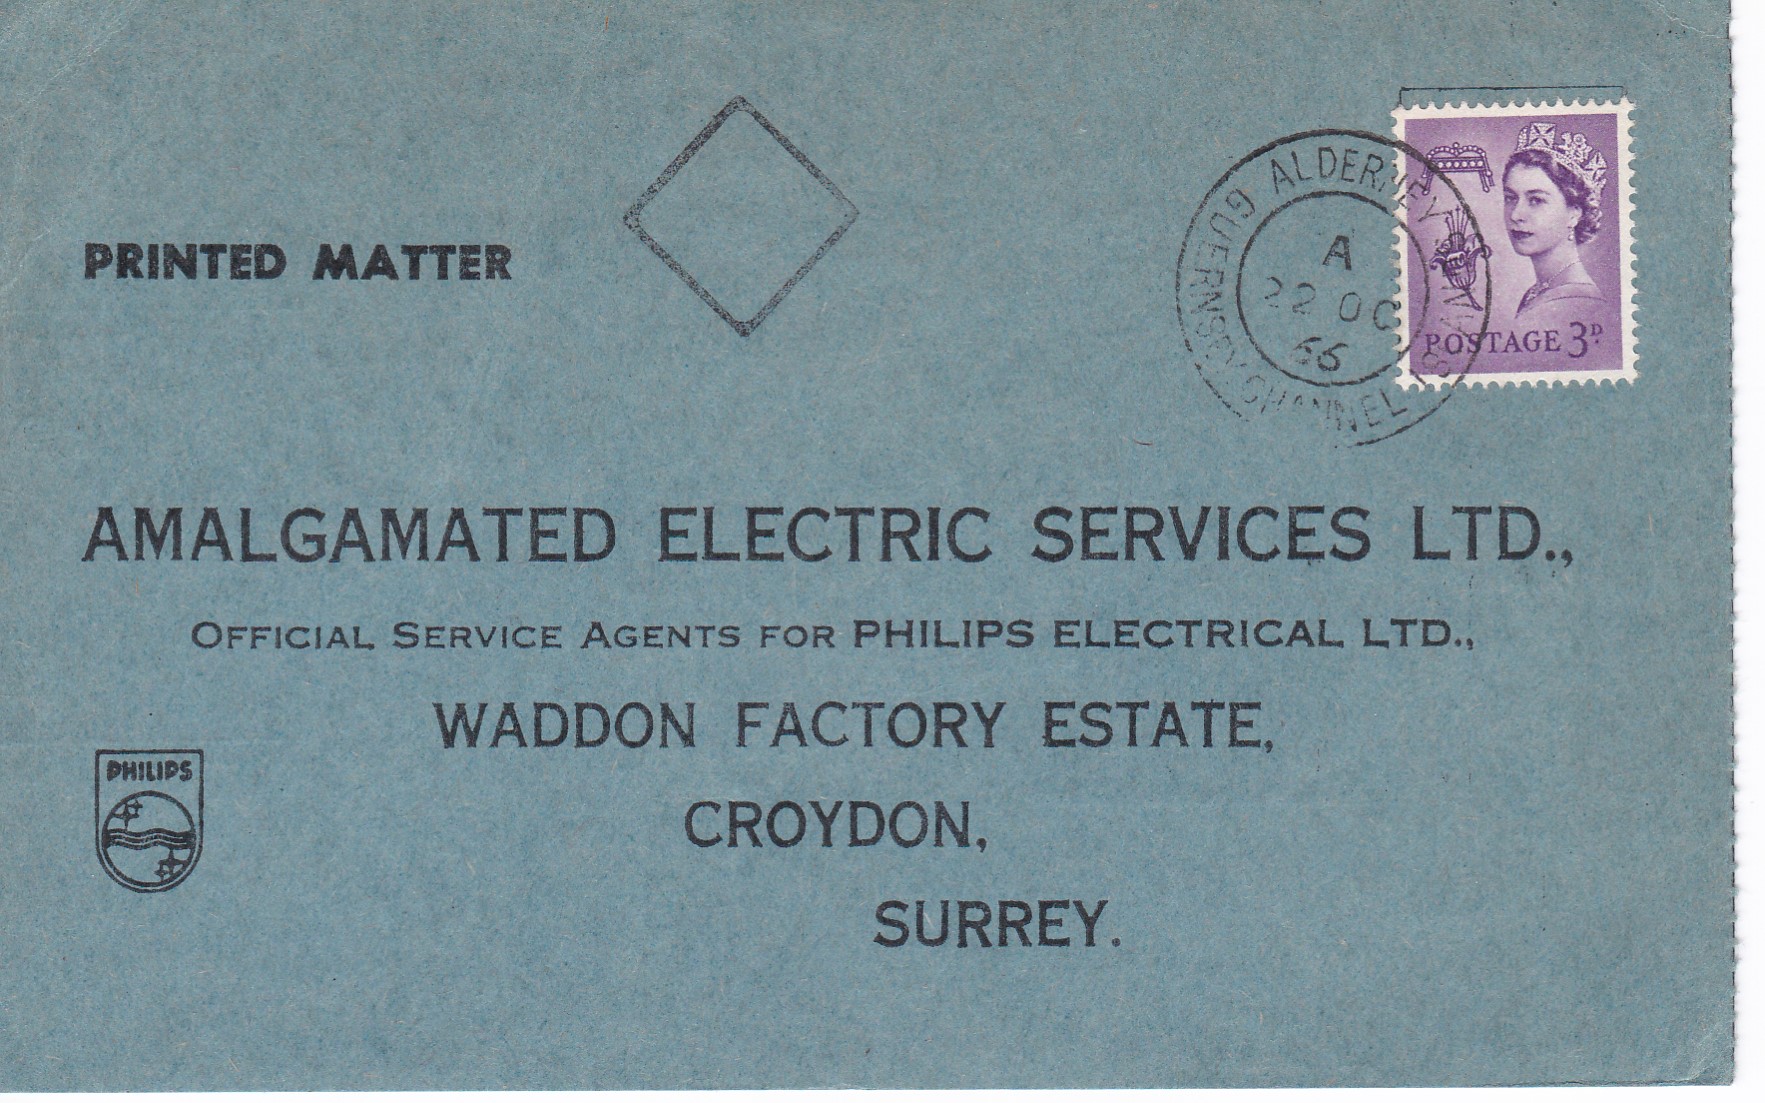 PRINTED MATTER
ALDERNEY
GUERNSEY, CHANNEL ISLAND
A
22 OC
66
POSTAGE 3D.
AMALGAMATED ELECTRIC SERVICES LTD.,
OFFICIAL SERVICE AGENTS FOR PHILIPS ELECTRICAL LTD.,
WADDON FACTORY ESTATE,
CROYDON,
SURREY.
PHILIPS